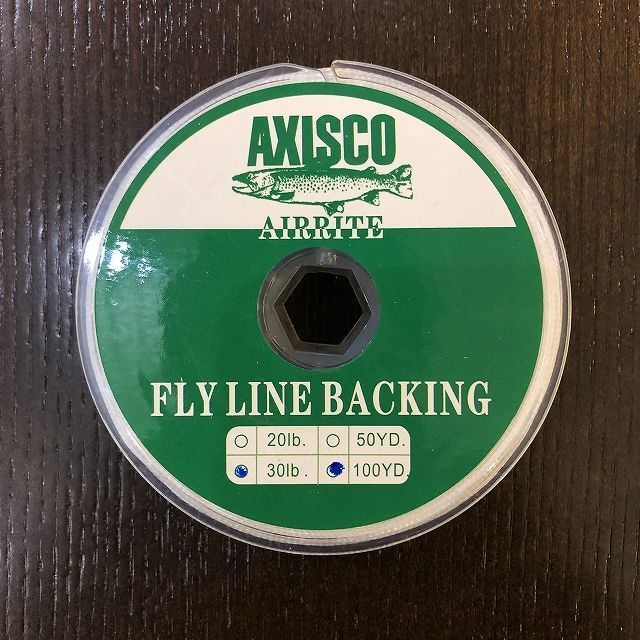 AXISCO
AIRRITE
FLY LINE BACKING
20lb. 50YD.
30lb. 100YD.